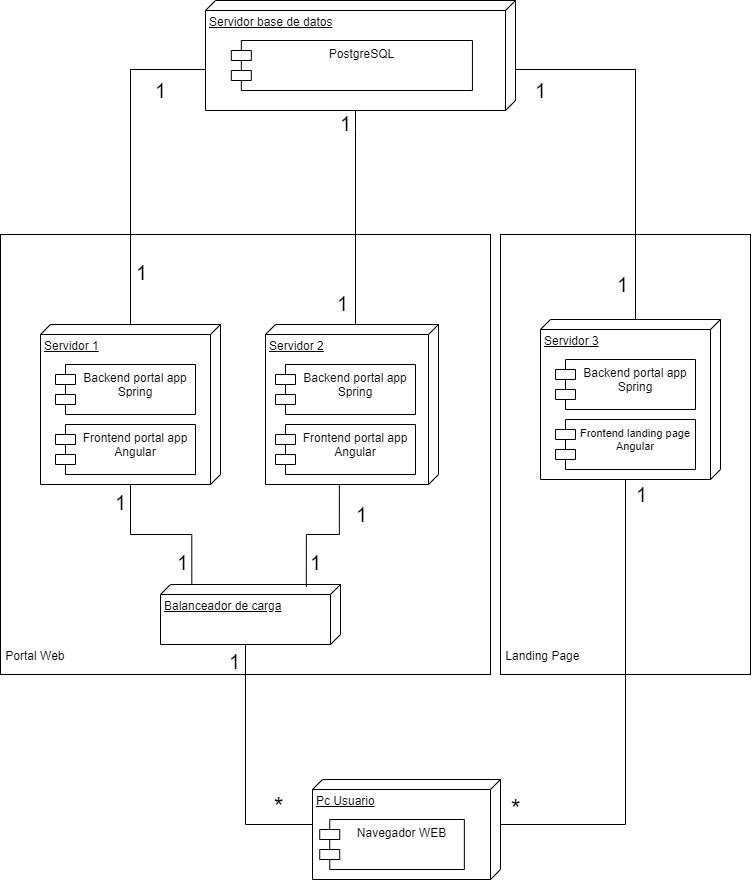 Servidor base de datos
PostgreSQL
1
1
1
1
1
1
Servidor 1
Backend portal app
Spring
Frontend portal app
Angular
Servidor 2
Backend portal app
Spring
Frontend portal app
Angular
Servidor 3
Backend portal app
Spring
Frontend landing page
Angular
1
1
1
1
1
Balanceador de carga
Portal Web
1
Landing Page
*
*
Pc Usuario
Navegador WEB